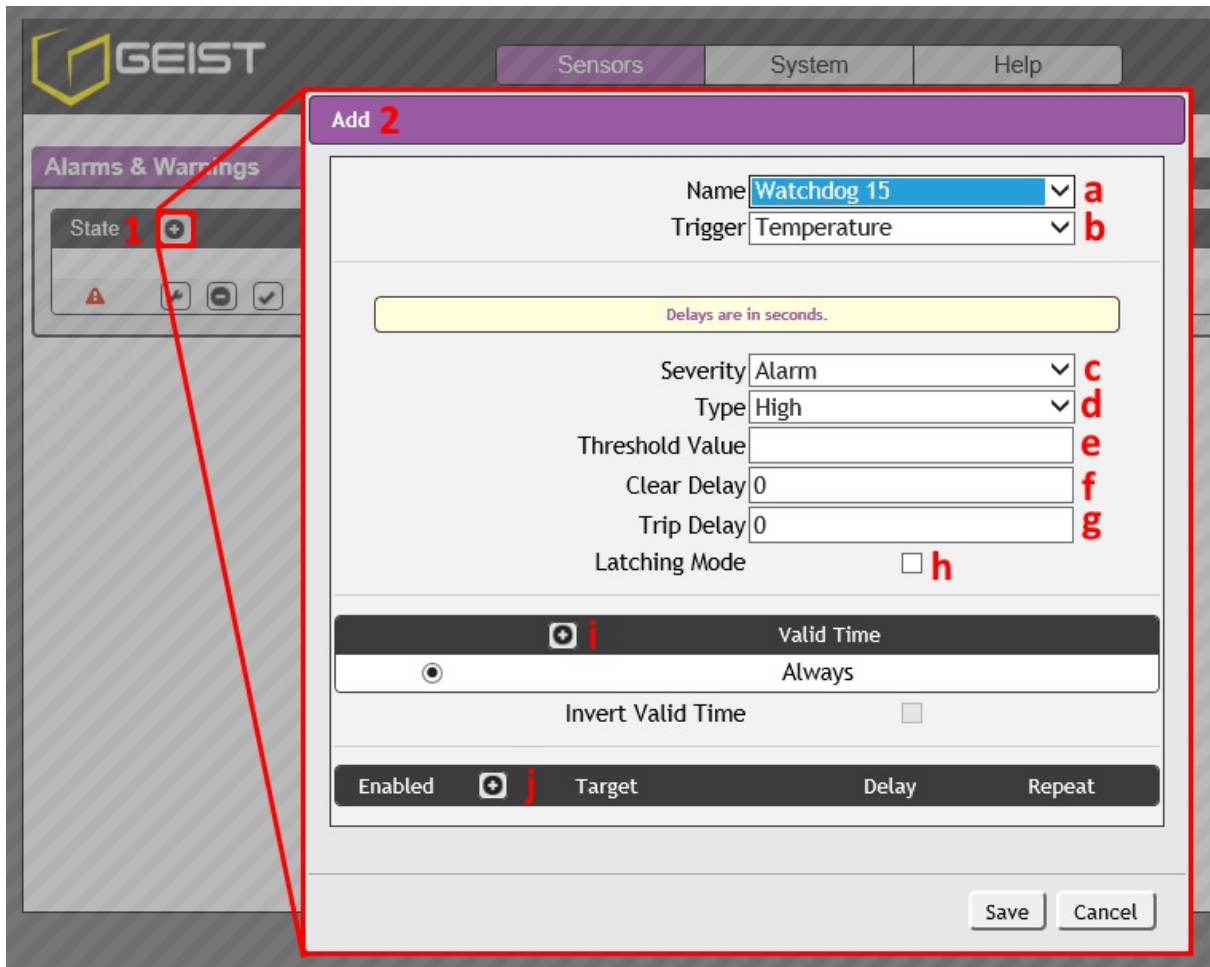 GEIST
Sensors System Help
Add 2
Alarms & Warnings
Name Watchdog 15 a
Trigger Temperature b
State 1
Delays are in seconds.
Severity Alarm c
Type High d
Threshold Value e
Clear Delay 0 f
Trip Delay 0 g
Latching Mode h
i Valid Time
Always
Invert Valid Time
Enabled j Target Delay Repeat
Save Cancel